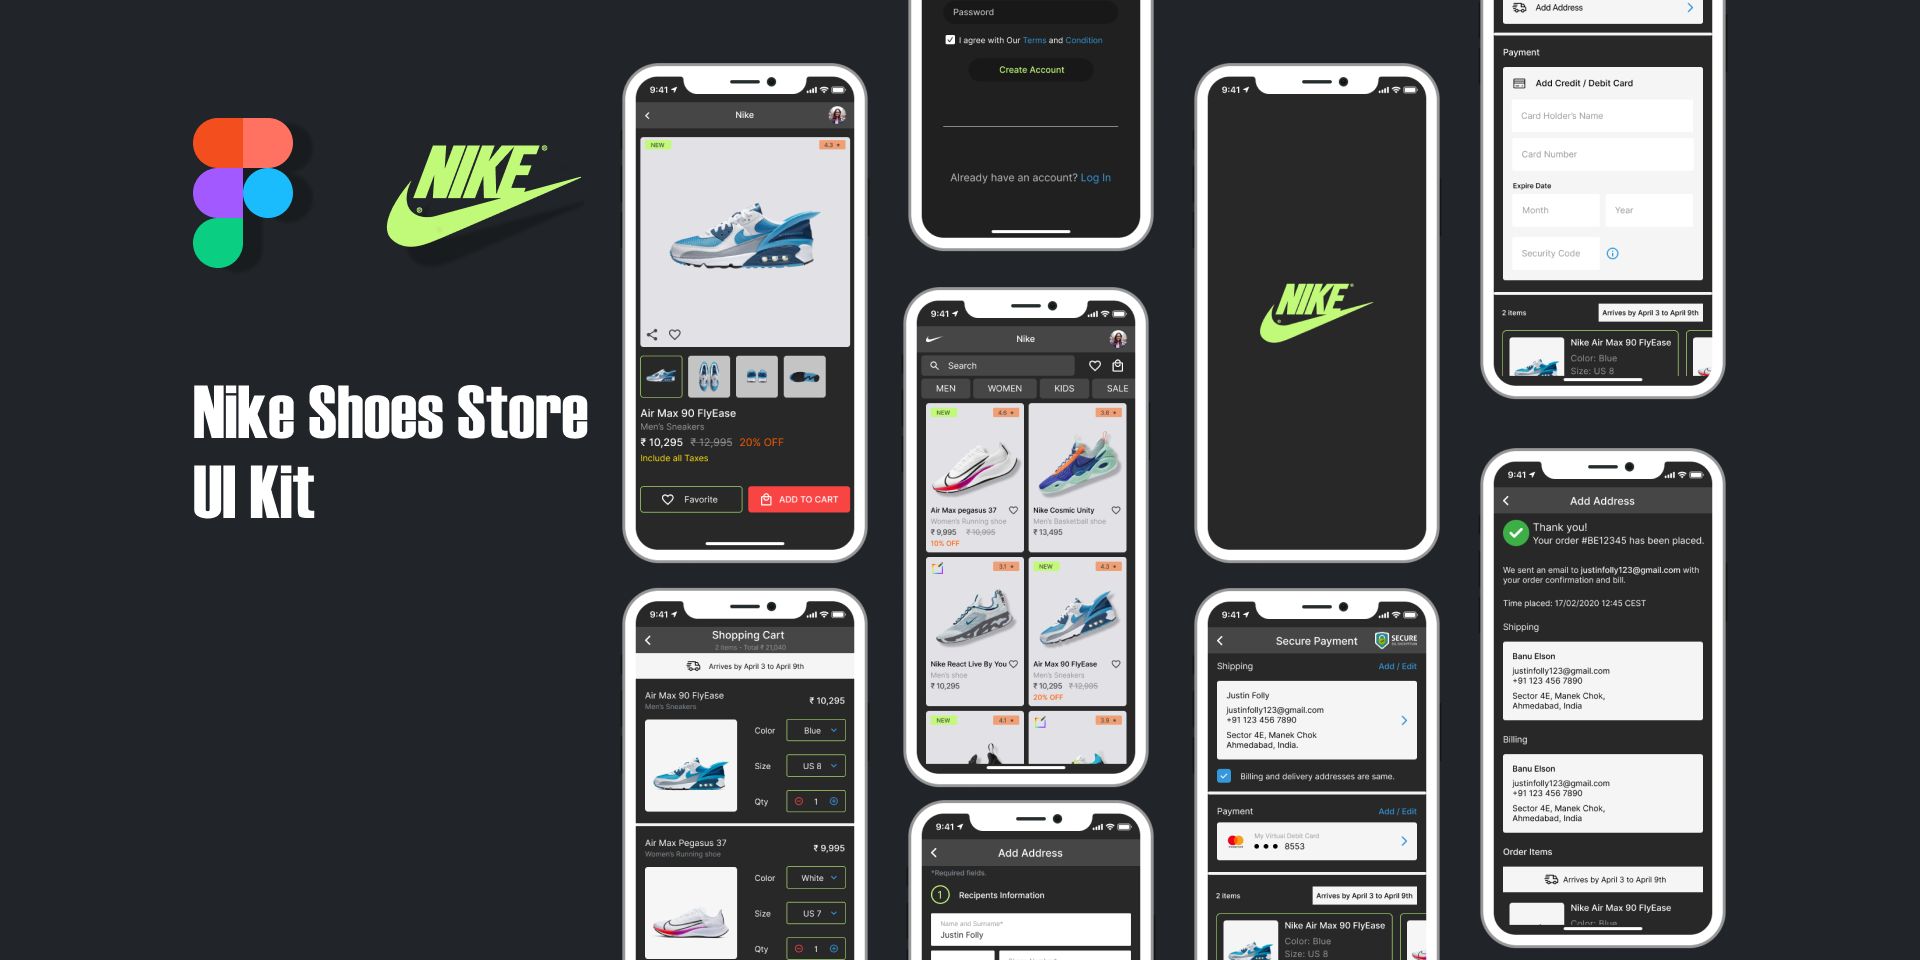 NIKE
Nike Shoes Store
UI Kit
9:41
Nike
NEW
4.3 ★
Air Max 90 FlyEase
Men's Sneakers
₹ 10,295 ₹ 12,995 20% OFF
Include all Taxes
Favorite
ADD TO CART
9:41
Shopping Cart
2 Items - Total ₹ 21,040
Arrives by April 3 to April 9th
Air Max 90 FlyEase
Men's Sneakers
₹ 10,295
Color Blue
Size US 8
Qty 1
Air Max Pegasus 37
Women's Running shoe
₹ 9,995
Color White
Size US 7
Qty 1
Password
I agree with Our Terms and Condition
Create Account
Already have an account? Log In
9:41
Nike
Search
MEN WOMEN KIDS SALE
NEW 4.6 ★
3.8 ★
Air Max pegasus 37
Women's Running shoe
₹ 9,995 ₹ 10,995
10% OFF
Nike Cosmic Unity
Men's Basketball shoe
₹ 13,495
3.1 ★
NEW 4.3 ★
Nike React Live By You
Men's shoe
₹ 10,295
Air Max 90 FlyEase
Men's Sneakers
₹ 10,295 ₹ 12,995
20% OFF
NEW 4.1 ★
3.9 ★
9:41
Add Address
*Required fields.
1 Recipents Information
Name and Surname*
Justin Folly
9:41
NIKE
9:41
Secure Payment
SECURE
Shipping Add / Edit
Justin Folly
justinfolly123@gmail.com
+91 123 456 7890
Sector 4E, Manek Chok
Ahmedabad, India.
Billing and delivery addresses are same.
Payment Add / Edit
My Virtual Debit Card
8553
2 items
Arrives by April 3 to April 9th
Nike Air Max 90 FlyEase
Color: Blue
Size: US 8
Add Address
Payment
Add Credit / Debit Card
Card Holder's Name
Card Number
Expire Date
Month Year
Security Code
2 items
Arrives by April 3 to April 9th
Nike Air Max 90 FlyEase
Color: Blue
Size: US 8
9:41
Add Address
Thank you!
Your order #BE12345 has been placed.
We sent an email to justinfolly123@gmail.com with
your order confirmation and bill.
Time placed: 17/02/2020 12:45 CEST
Shipping
Banu Elson
justinfolly123@gmail.com
+91 123 456 7890
Sector 4E, Manek Chok,
Ahmedabad, India
Billing
Banu Elson
justinfolly123@gmail.com
+91 123 456 7890
Sector 4E, Manek Chok,
Ahmedabad, India
Order Items
Arrives by April 3 to April 9th
Nike Air Max 90 FlyEase
Color: Blue